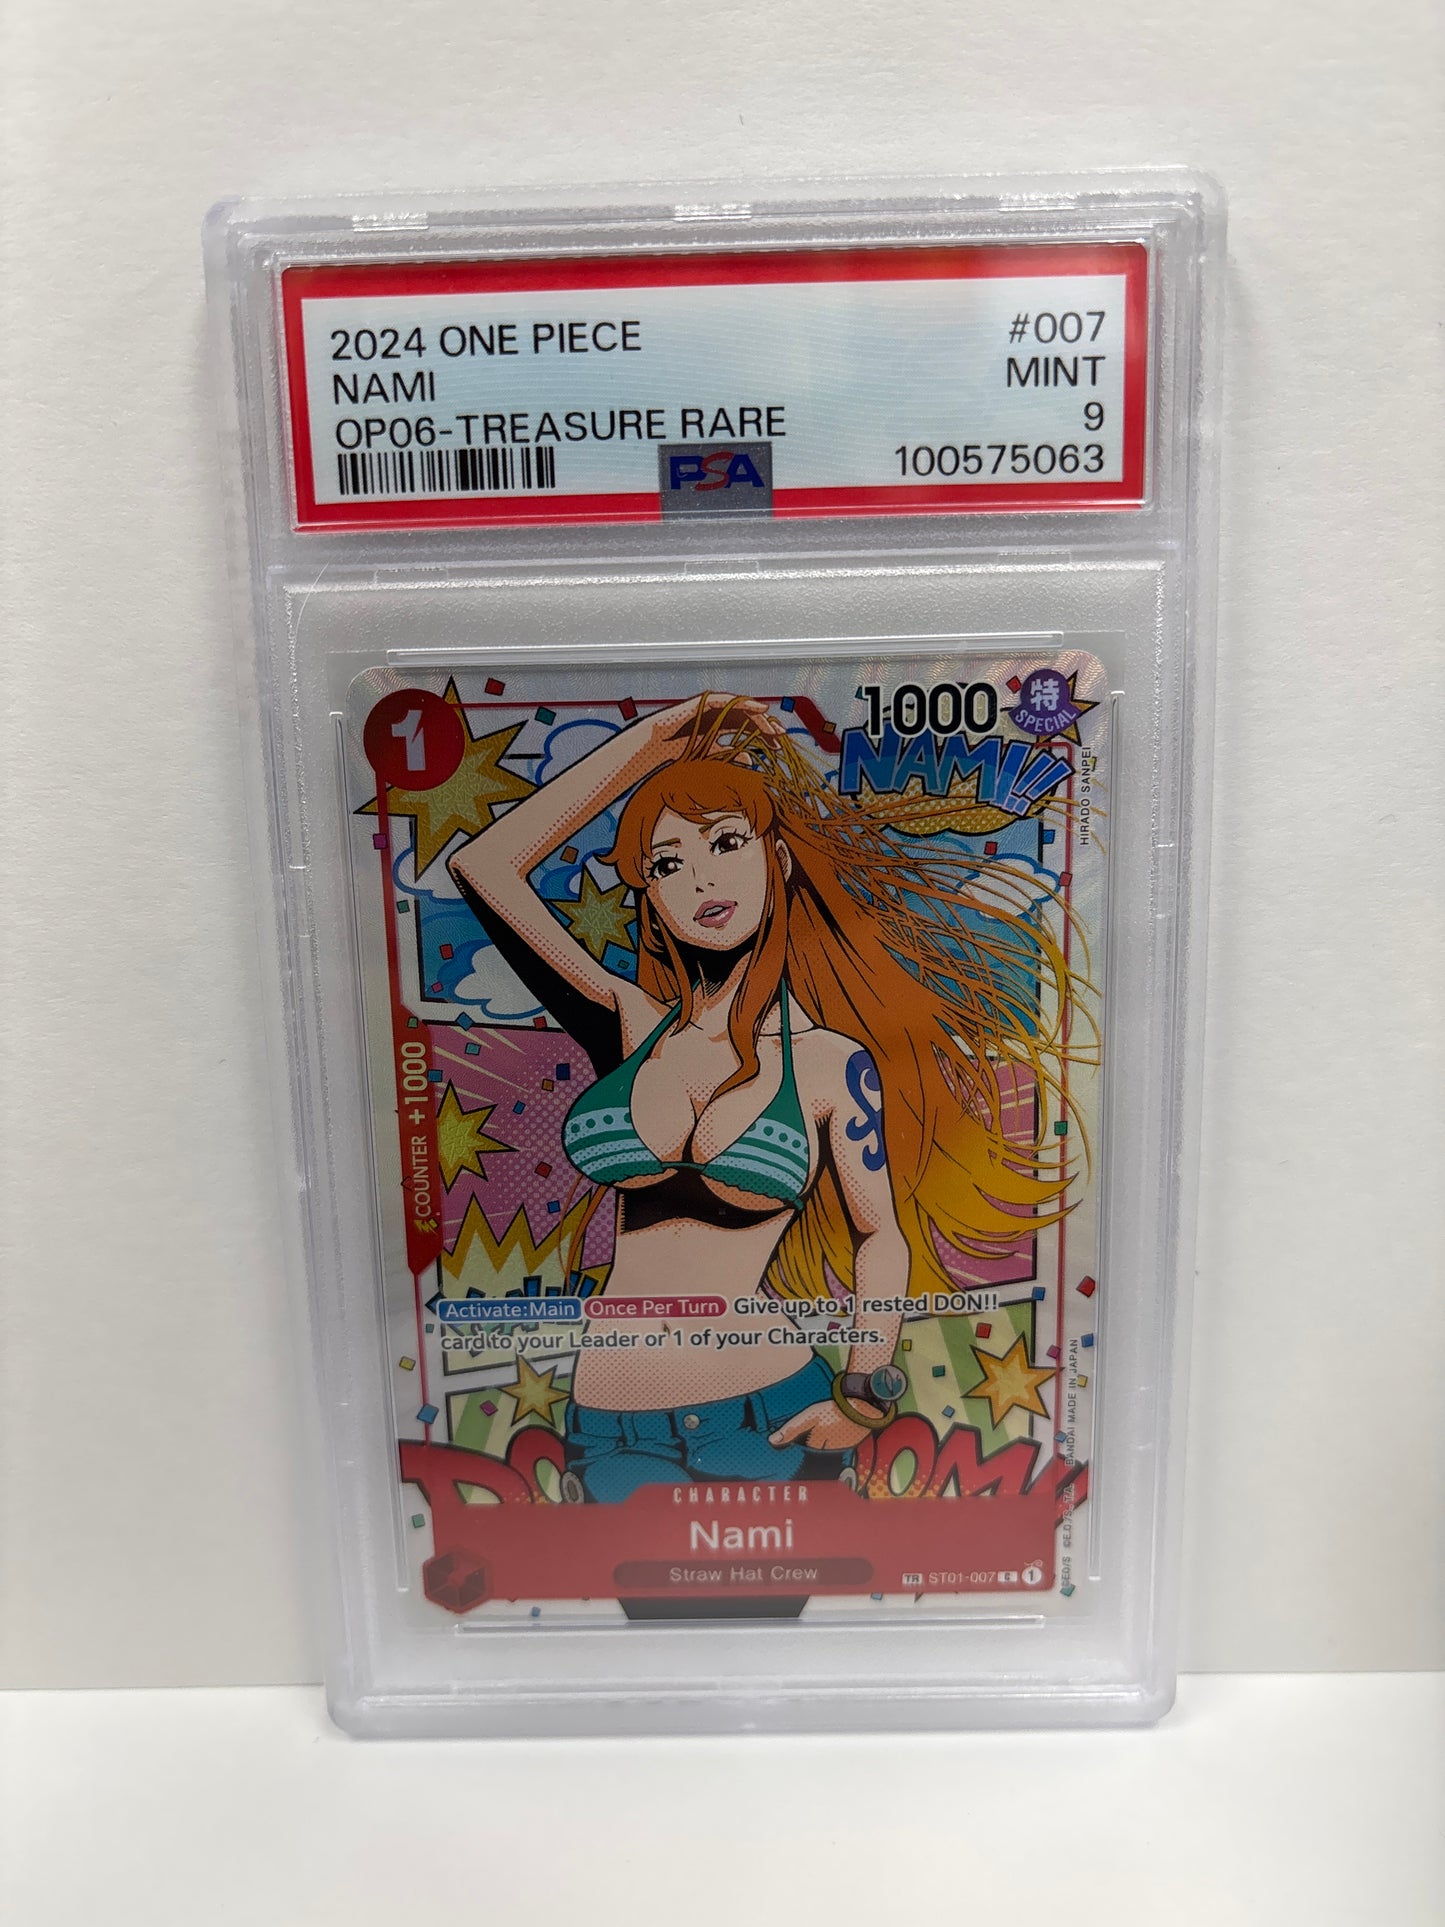 2024 ONE PIECE
#007
NAMI
MINT
OP06-TREASURE RARE
9
PSA
100575063
1
1000
特
SPECIAL
NAMI!!
HIRADO SANPEI
COUNTER +1000
Activate:Main Once Per Turn Give up to 1 rested DON!!
card to your Leader or 1 of your Characters.
CHARACTER
Nami
Straw Hat Crew
TR ST01-007 C 1
BANDAI MADE IN JAPAN